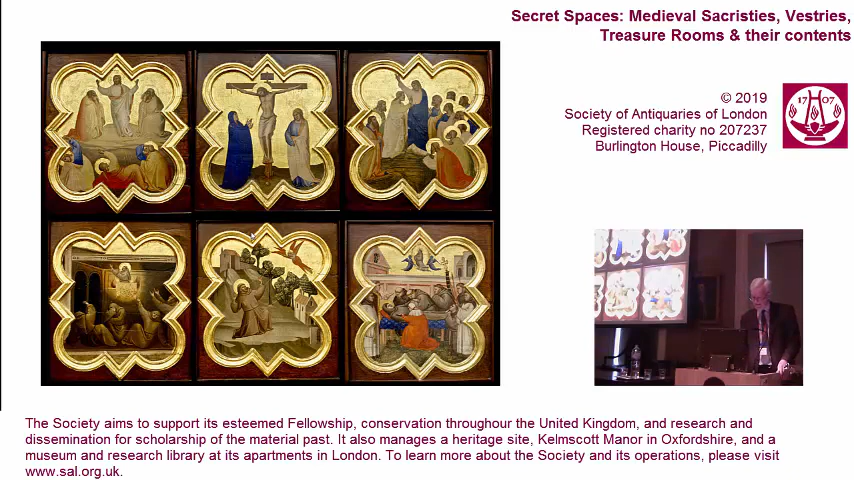 Secret Spaces: Medieval Sacristies, Vestries,
Treasure Rooms & their contents
© 2019
Society of Antiquaries of London
Registered charity no 207237
Burlington House, Piccadilly
17 07
The Society aims to support its esteemed Fellowship, conservation throughour the United Kingdom, and research and
dissemination for scholarship of the material past. It also manages a heritage site, Kelmscott Manor in Oxfordshire, and a
museum and research library at its apartments in London. To learn more about the Society and its operations, please visit
www.sal.org.uk.